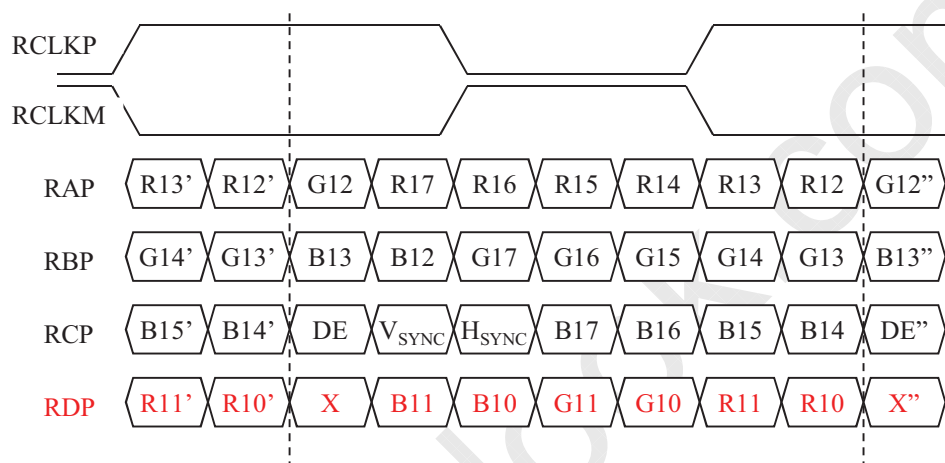 RCLKP
RCLKM
RAP R13’ R12’ G12 R17 R16 R15 R14 R13 R12 G12”
RBP G14’ G13’ B13 B12 G17 G16 G15 G14 G13 B13”
RCP B15’ B14’ DE VSYNC HSYNC B17 B16 B15 B14 DE”
RDP R11’ R10’ X B11 B10 G11 G10 R11 R10 X”